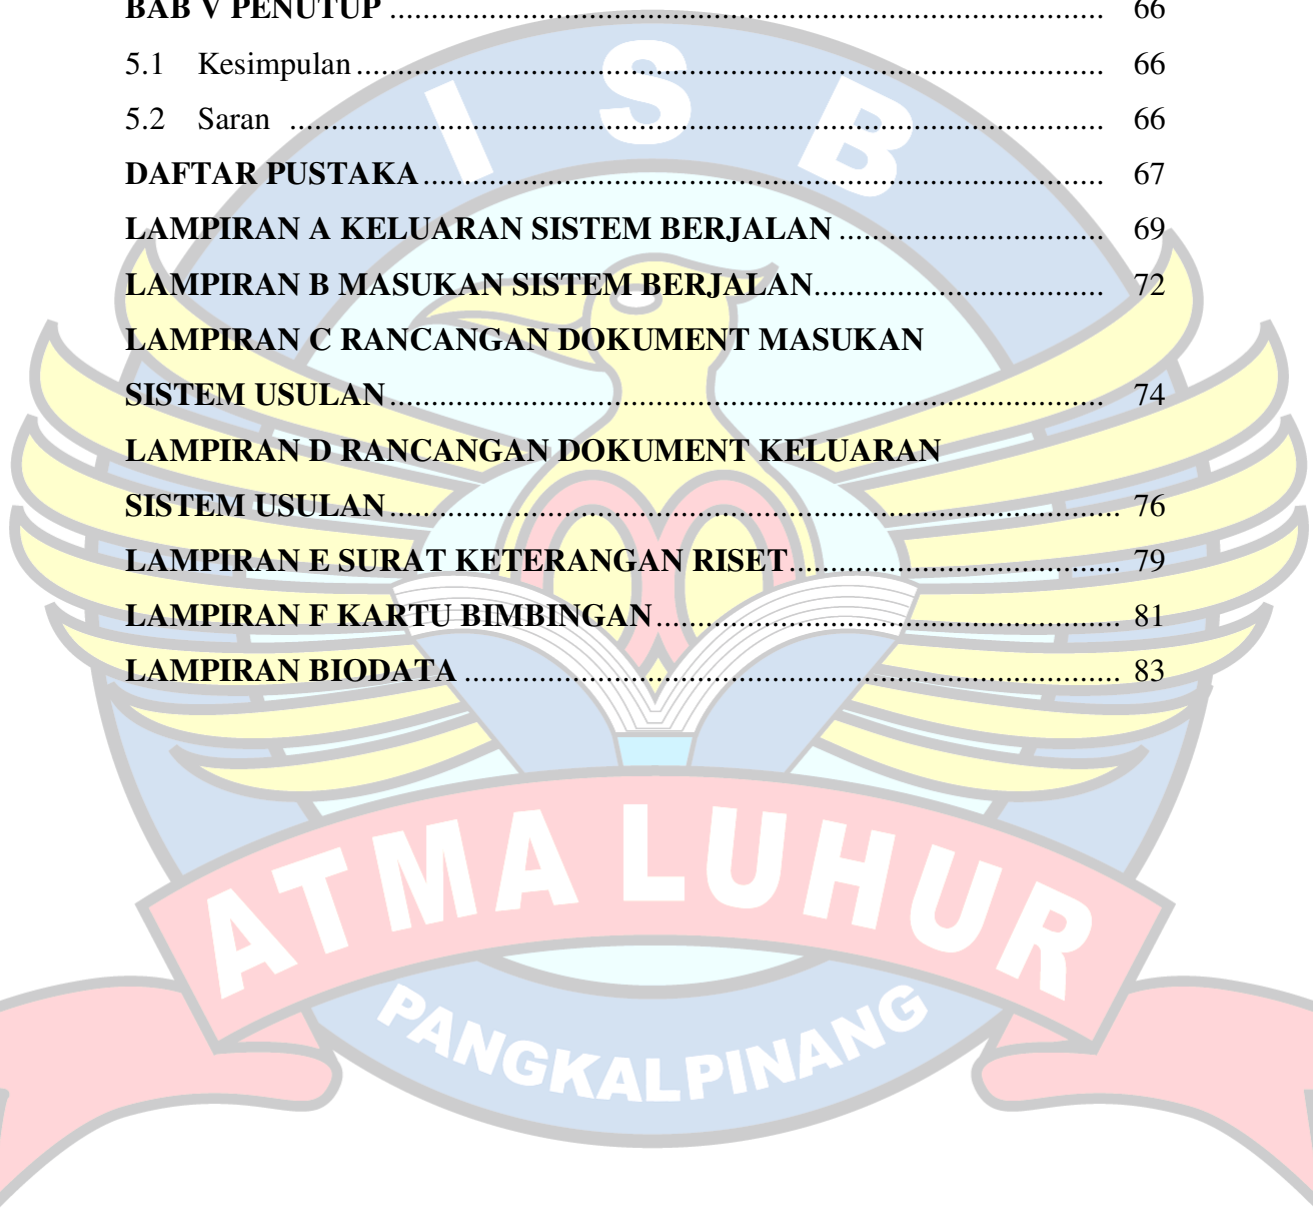 BAB V PENUTUP ........................................................................................ 66
5.1 Kesimpulan ............................................................................................ 66
5.2 Saran .................................................................................................... 66
DAFTAR PUSTAKA ................................................................................... 67
LAMPIRAN A KELUARAN SISTEM BERJALAN ................................ 69
LAMPIRAN B MASUKAN SISTEM BERJALAN................................... 72
LAMPIRAN C RANCANGAN DOKUMENT MASUKAN
SISTEM USULAN ........................................................................................ 74
LAMPIRAN D RANCANGAN DOKUMENT KELUARAN
SISTEM USULAN .......................................................................................... 76
LAMPIRAN E SURAT KETERANGAN RISET ........................................ 79
LAMPIRAN F KARTU BIMBINGAN ......................................................... 81
LAMPIRAN BIODATA ................................................................................ 83
I S B
ATMA LUHUR
PANGKALPINANG